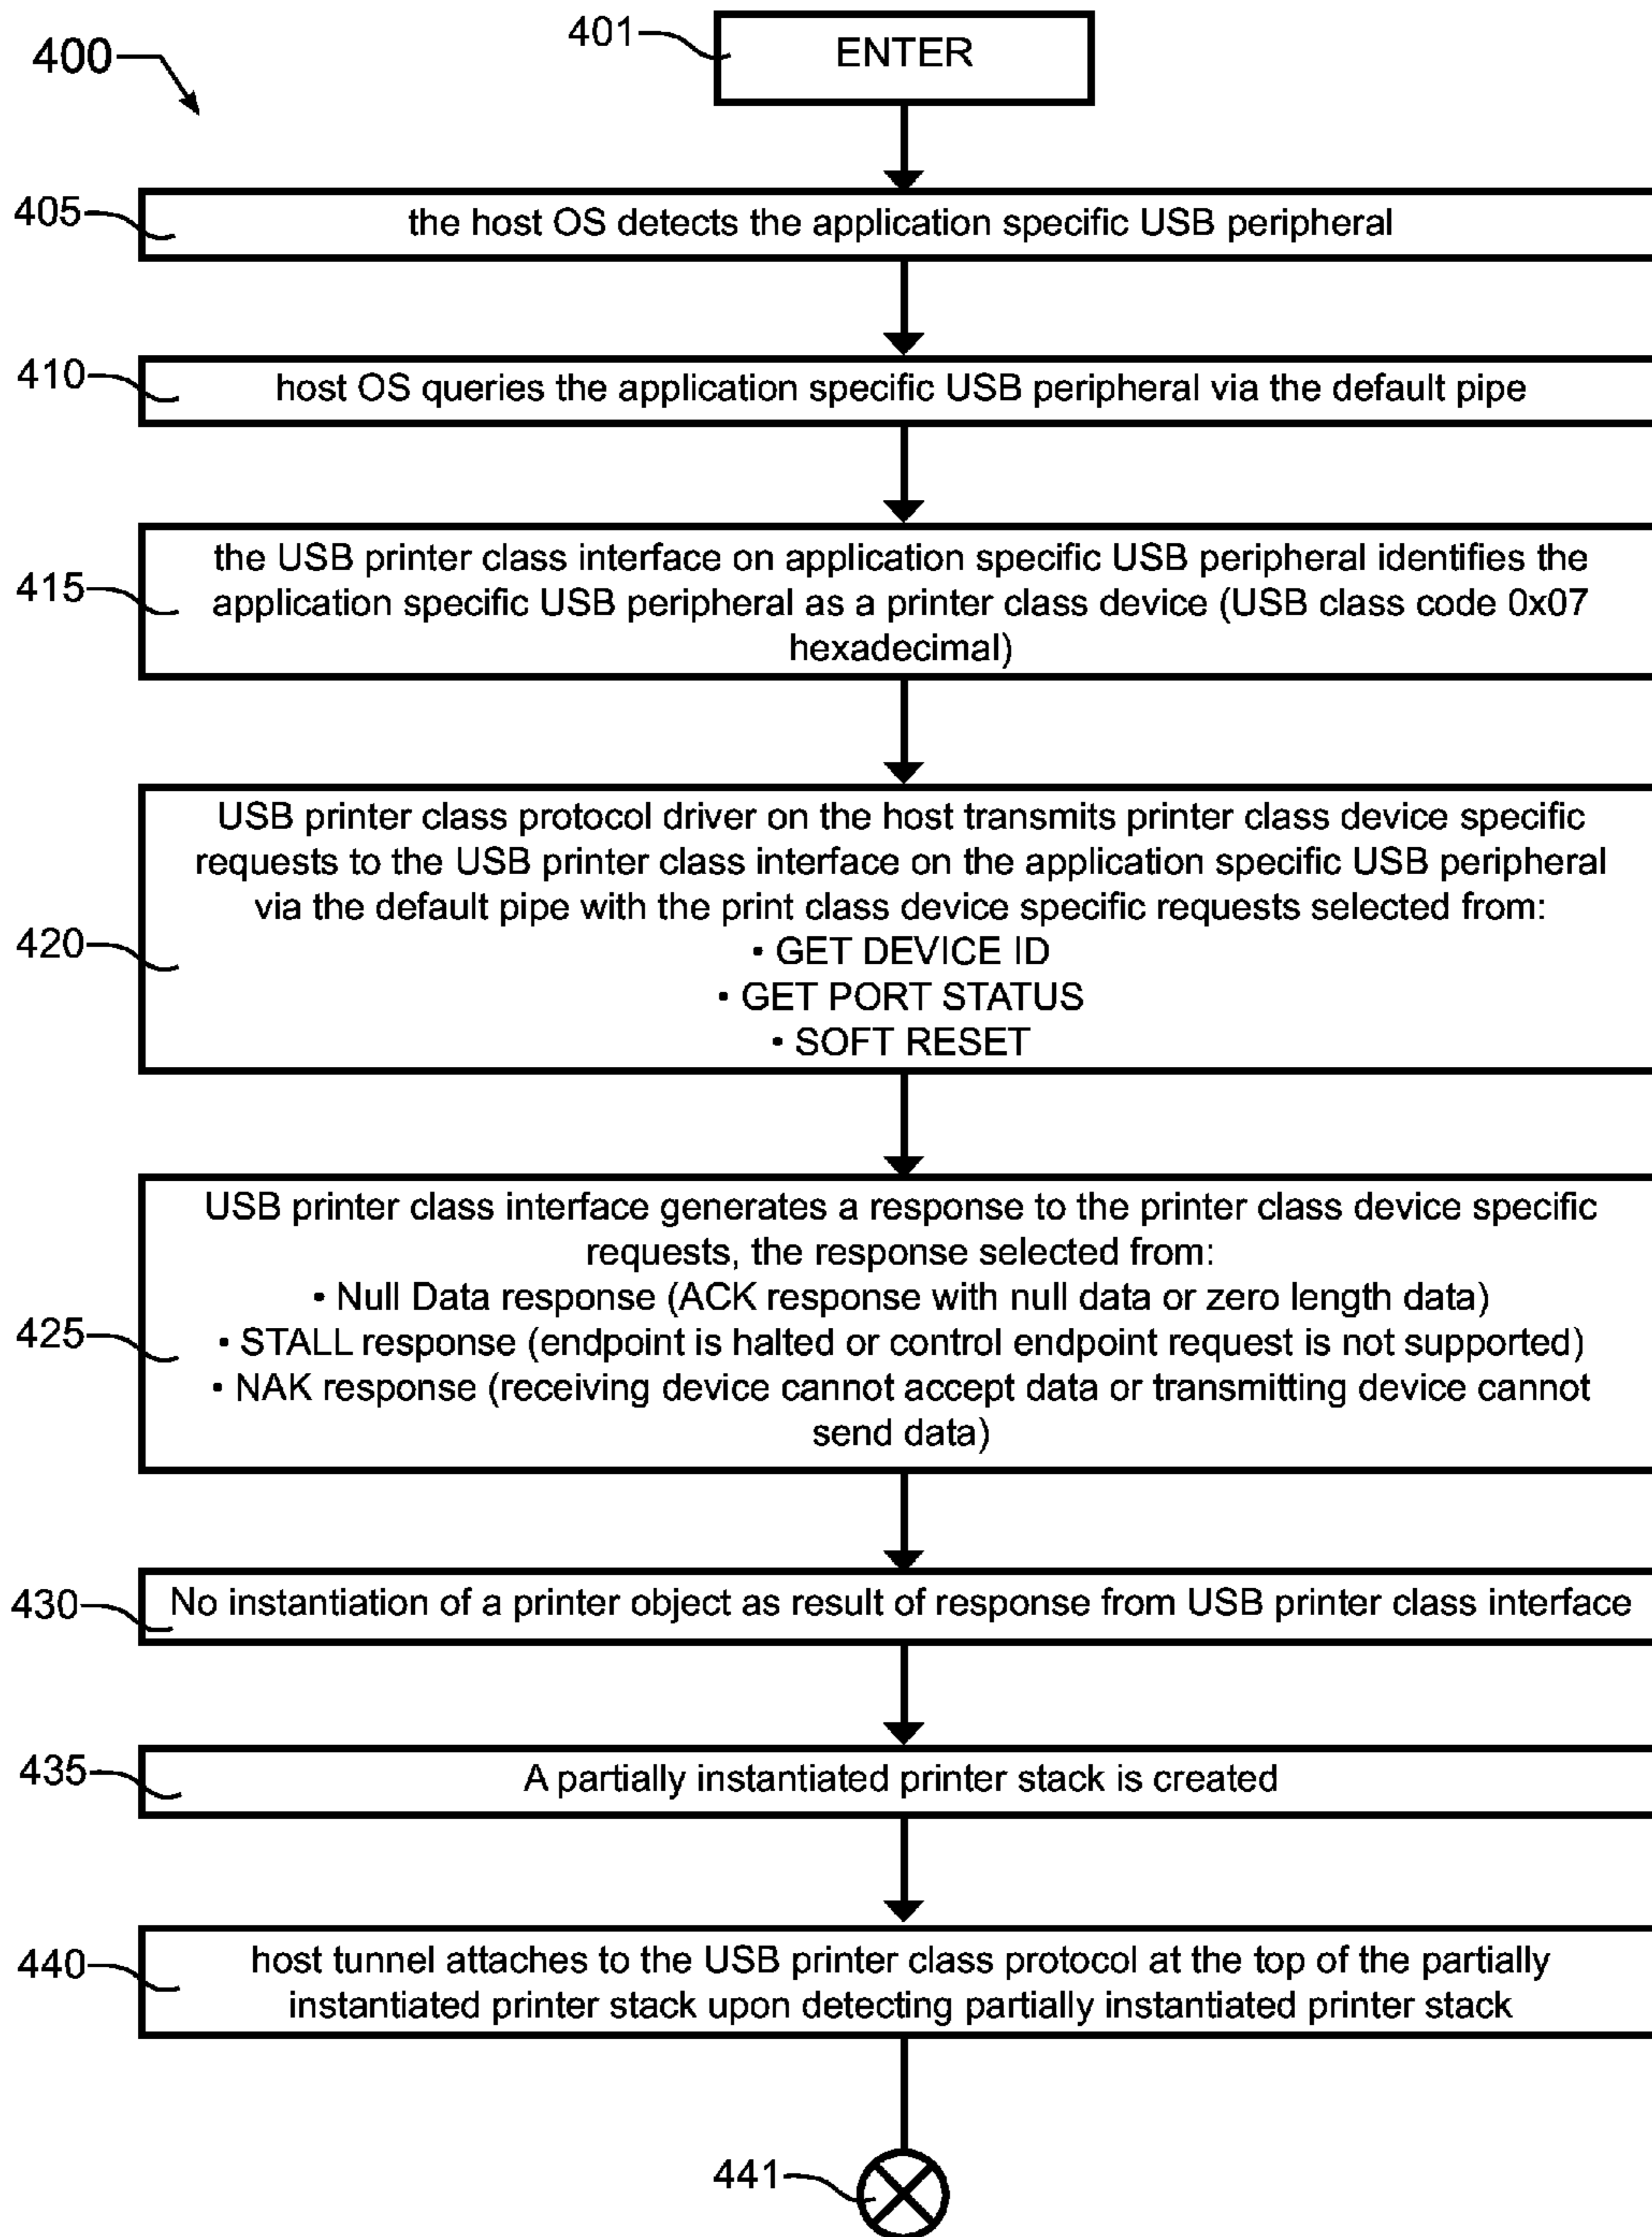 400
401
ENTER
405
the host OS detects the application specific USB peripheral
410
host OS queries the application specific USB peripheral via the default pipe
415
the USB printer class interface on application specific USB peripheral identifies the
application specific USB peripheral as a printer class device (USB class code 0x07
hexadecimal)
420
USB printer class protocol driver on the host transmits printer class device specific
requests to the USB printer class interface on the application specific USB peripheral
via the default pipe with the print class device specific requests selected from:
• GET DEVICE ID
• GET PORT STATUS
• SOFT RESET
425
USB printer class interface generates a response to the printer class device specific
requests, the response selected from:
• Null Data response (ACK response with null data or zero length data)
• STALL response (endpoint is halted or control endpoint request is not supported)
• NAK response (receiving device cannot accept data or transmitting device cannot
send data)
430
No instantiation of a printer object as result of response from USB printer class interface
435
A partially instantiated printer stack is created
440
host tunnel attaches to the USB printer class protocol at the top of the partially
instantiated printer stack upon detecting partially instantiated printer stack
441